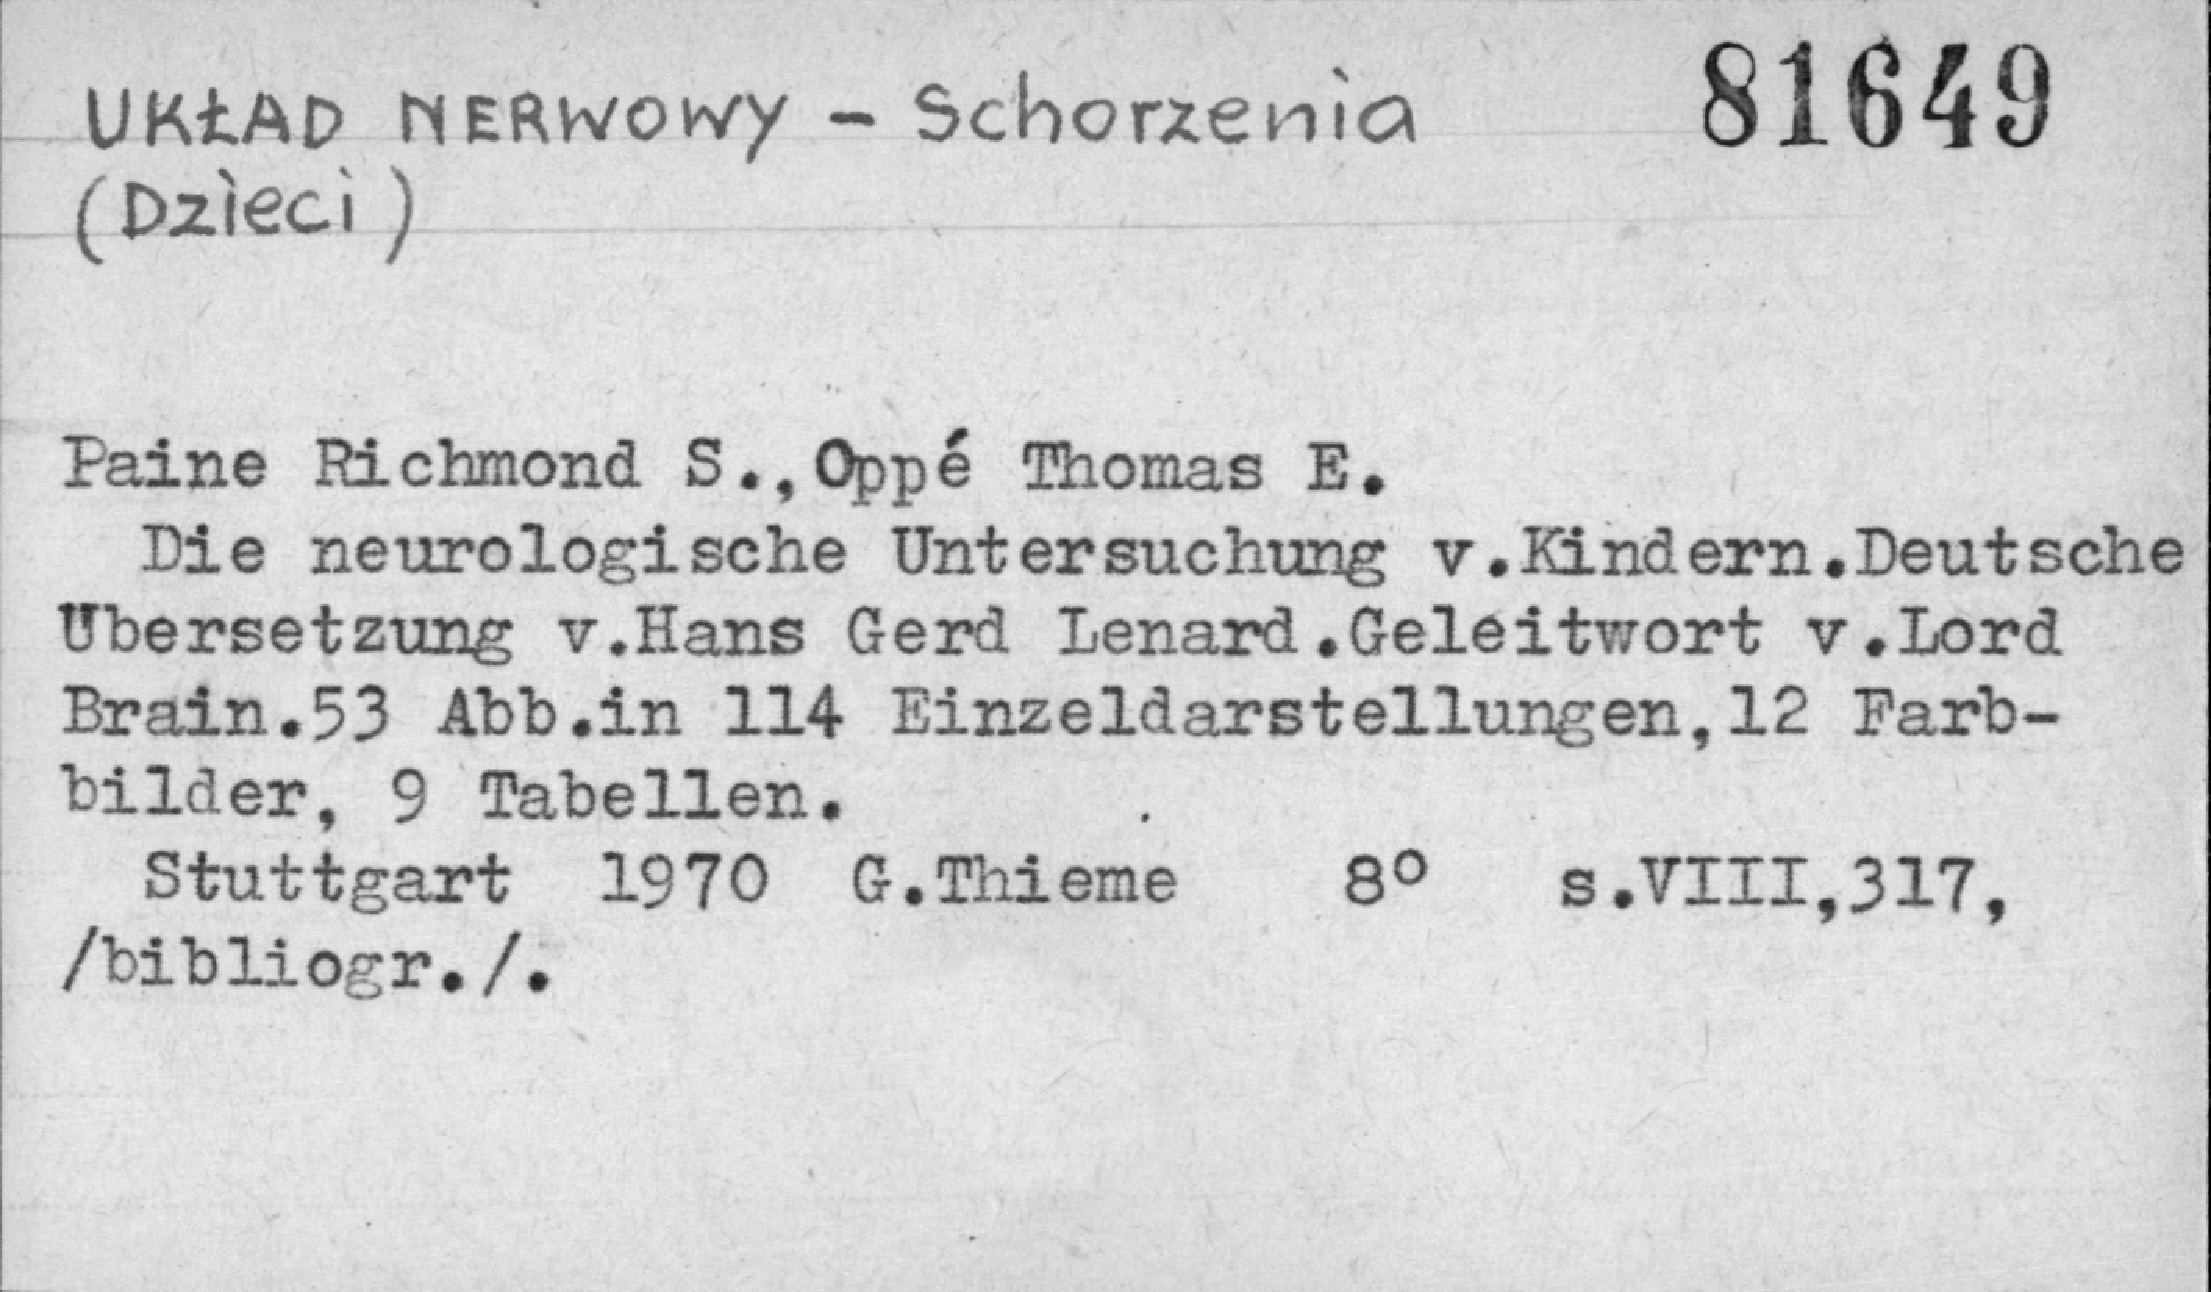 UKŁAD NERWOWY - Schorzenia 81649
(Dzieci)
Paine Richmond S.,Oppé Thomas E.
Die neurologische Untersuchung v.Kindern.Deutsche
Übersetzung v.Hans Gerd Lenard.Geleitwort v.Lord
Brain.53 Abb.in 114 Einzeldarstellungen,12 Farb-
bilder, 9 Tabellen.
Stuttgart 1970 G.Thieme 8° s.VIII,317,
/bibliogr./.